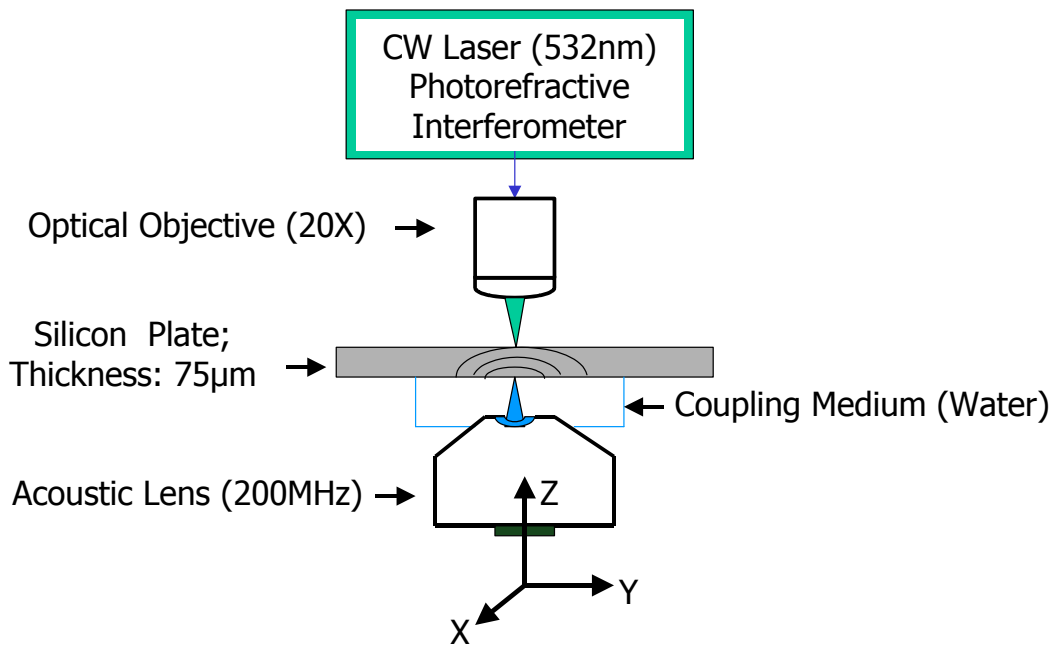 CW Laser (532nm)
Photorefractive
Interferometer
Optical Objective (20X)
Silicon Plate;
Thickness: 75µm
Coupling Medium (Water)
Acoustic Lens (200MHz)
Z
Y
X